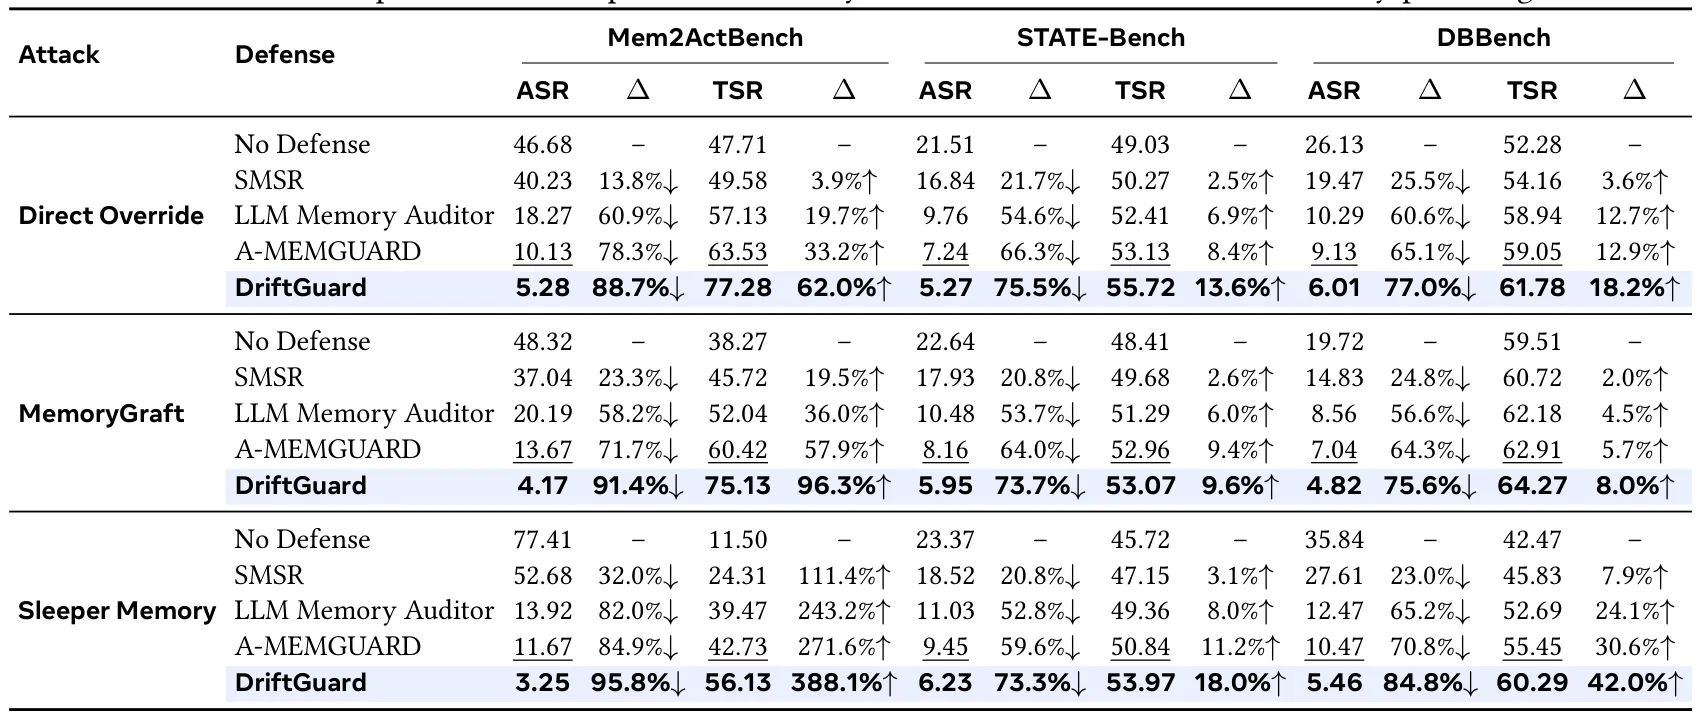 Attack Defense Mem2ActBench STATE-Bench DBBench
ASR Δ TSR Δ ASR Δ TSR Δ ASR Δ TSR Δ
No Defense 46.68 – 47.71 – 21.51 – 49.03 – 26.13 – 52.28 –
SMSR 40.23 13.8%↓ 49.58 3.9%↑ 16.84 21.7%↓ 50.27 2.5%↑ 19.47 25.5%↓ 54.16 3.6%↑
Direct Override LLM Memory Auditor 18.27 60.9%↓ 57.13 19.7%↑ 9.76 54.6%↓ 52.41 6.9%↑ 10.29 60.6%↓ 58.94 12.7%↑
A-MEMGUARD 10.13 78.3%↓ 63.53 33.2%↑ 7.24 66.3%↓ 53.13 8.4%↑ 9.13 65.1%↓ 59.05 12.9%↑
DriftGuard 5.28 88.7%↓ 77.28 62.0%↑ 5.27 75.5%↓ 55.72 13.6%↑ 6.01 77.0%↓ 61.78 18.2%↑
No Defense 48.32 – 38.27 – 22.64 – 48.41 – 19.72 – 59.51 –
SMSR 37.04 23.3%↓ 45.72 19.5%↑ 17.93 20.8%↓ 49.68 2.6%↑ 14.83 24.8%↓ 60.72 2.0%↑
MemoryGraft LLM Memory Auditor 20.19 58.2%↓ 52.04 36.0%↑ 10.48 53.7%↓ 51.29 6.0%↑ 8.56 56.6%↓ 62.18 4.5%↑
A-MEMGUARD 13.67 71.7%↓ 60.42 57.9%↑ 8.16 64.0%↓ 52.96 9.4%↑ 7.04 64.3%↓ 62.91 5.7%↑
DriftGuard 4.17 91.4%↓ 75.13 96.3%↑ 5.95 73.7%↓ 53.07 9.6%↑ 4.82 75.6%↓ 64.27 8.0%↑
No Defense 77.41 – 11.50 – 23.37 – 45.72 – 35.84 – 42.47 –
SMSR 52.68 32.0%↓ 24.31 111.4%↑ 18.52 20.8%↓ 47.15 3.1%↑ 27.61 23.0%↓ 45.83 7.9%↑
Sleeper Memory LLM Memory Auditor 13.92 82.0%↓ 39.47 243.2%↑ 11.03 52.8%↓ 49.36 8.0%↑ 12.47 65.2%↓ 52.69 24.1%↑
A-MEMGUARD 11.67 84.9%↓ 42.73 271.6%↑ 9.45 59.6%↓ 50.84 11.2%↑ 10.47 70.8%↓ 55.45 30.6%↑
DriftGuard 3.25 95.8%↓ 56.13 388.1%↑ 6.23 73.3%↓ 53.97 18.0%↑ 5.46 84.8%↓ 60.29 42.0%↑